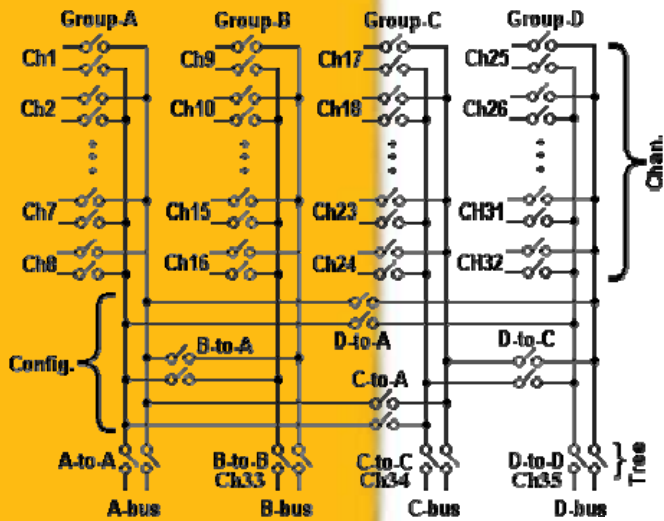 Group-A Group-B Group-C Group-D
Ch1 Ch9 Ch17 Ch25
Ch2 Ch10 Ch18 Ch26
Chan.
Ch7 Ch15 Ch23 CH31
Ch8 Ch16 Ch24 CH32
B-to-A D-to-A D-to-C
Config.
C-to-A
A-to-A B-to-B C-to-C D-to-D
Ch33 Ch34 Ch35
Tree
A-bus B-bus C-bus D-bus